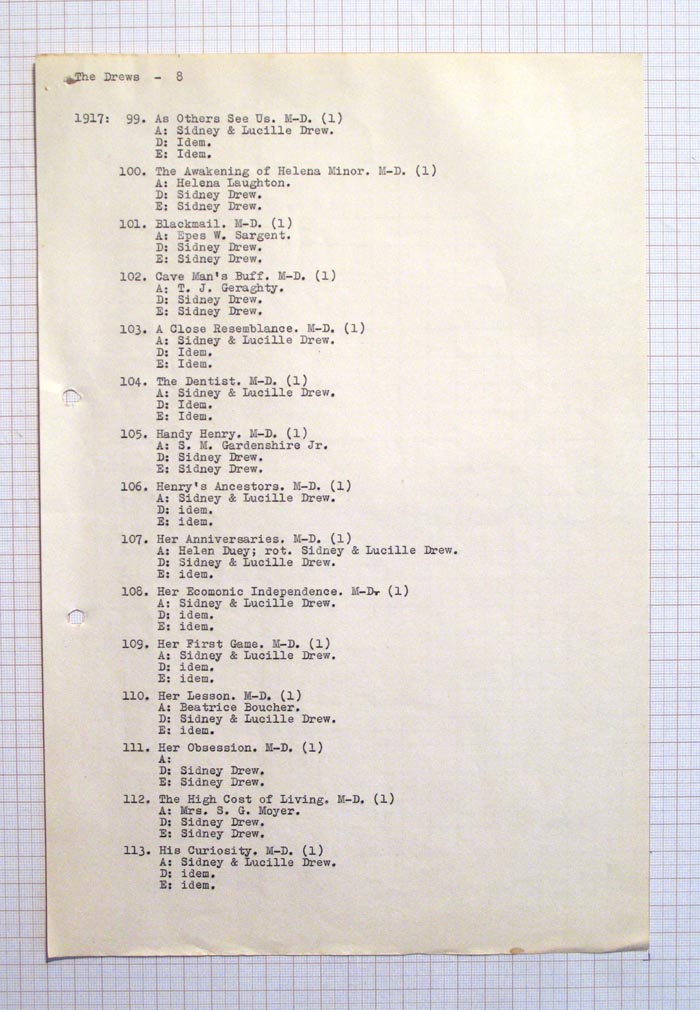 The Drews - 8
1917: 99. As Others See Us. M-D. (1)
A: Sidney & Lucille Drew.
D: Idem.
E: Idem.
100. The Awakening of Helena Minor. M-D. (1)
A: Helena Laughton.
D: Sidney Drew.
E: Sidney Drew.
101. Blackmail. M-D. (1)
A: Epes W. Sargent.
D: Sidney Drew.
E: Sidney Drew.
102. Cave Man's Buff. M-D. (1)
A: T. J. Geraghty.
D: Sidney Drew.
E: Sidney Drew.
103. A Close Resemblance. M-D. (1)
A: Sidney & Lucille Drew.
D: Idem.
E: Idem.
104. The Dentist. M-D. (1)
A: Sidney & Lucille Drew.
D: Idem.
E: Idem.
105. Handy Henry. M-D. (1)
A: S. M. Gardenshire Jr.
D: Sidney Drew.
E: Sidney Drew.
106. Henry's Ancestors. M-D. (1)
A: Sidney & Lucille Drew.
D: idem.
E: idem.
107. Her Anniversaries. M-D. (1)
A: Helen Duey; rot. Sidney & Lucille Drew.
D: Sidney & Lucille Drew.
E: idem.
108. Her Ecomonic Independence. M-D. (1)
A: Sidney & Lucille Drew.
D: idem.
E: idem.
109. Her First Game. M-D. (1)
A: Sidney & Lucille Drew.
D: idem.
E: idem.
110. Her Lesson. M-D. (1)
A: Beatrice Boucher.
D: Sidney & Lucille Drew.
E: idem.
111. Her Obsession. M-D. (1)
A:
D: Sidney Drew.
E: Sidney Drew.
112. The High Cost of Living. M-D. (1)
A: Mrs. S. G. Moyer.
D: Sidney Drew.
E: Sidney Drew.
113. His Curiosity. M-D. (1)
A: Sidney & Lucille Drew.
D: idem.
E: idem.